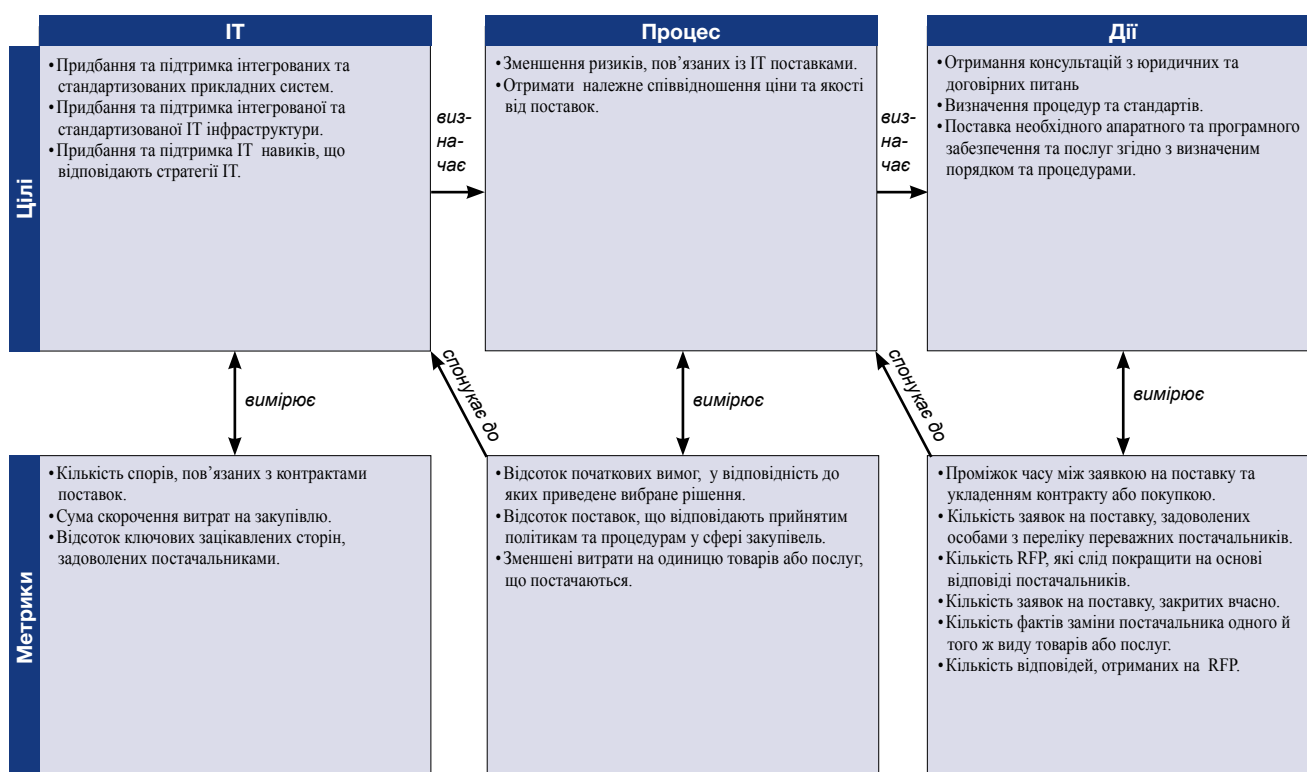 ІТ
Процес
Дії
Цілі
•Придбання та підтримка інтегрованих та
стандартизованих прикладних систем.
•Придбання та підтримка інтегрованої та
стандартизованої ІТ інфраструктури.
•Придбання та підтримка ІТ навиків, що
відповідають стратегії ІТ.
виз-
на-
чає
•Зменшення ризиків, пов’язаних із ІТ поставками.
•Отримати належне співвідношення ціни та якості
від поставок.
виз-
на-
чає
•Отримання консультацій з юридичних та
договірних питань
•Визначення процедур та стандартів.
•Поставка необхідного апаратного та програмного
забезпечення та послуг згідно з визначеним
порядком та процедурами.
вимірює
спонукає до
вимірює
спонукає до
вимірює
Метрики
•Кількість спорів, пов’язаних з контрактами
поставок.
•Сума скорочення витрат на закупівлю.
•Відсоток ключових зацікавлених сторін,
задоволених постачальниками.
•Відсоток початкових вимог, у відповідність до
яких приведене вибране рішення.
•Відсоток поставок, що відповідають прийнятим
політикам та процедурам у сфері закупівель.
•Зменшені витрати на одиницю товарів або послуг,
що постачаються.
•Проміжок часу між заявкою на поставку та
укладенням контракту або покупкою.
•Кількість заявок на поставку, задоволених
особами з переліку переважних постачальників.
•Кількість RFP, які слід покращити на основі
відповіді постачальників.
•Кількість заявок на поставку, закритих вчасно.
•Кількість фактів заміни постачальника одного й
того ж виду товарів або послуг.
•Кількість відповідей, отриманих на RFP.